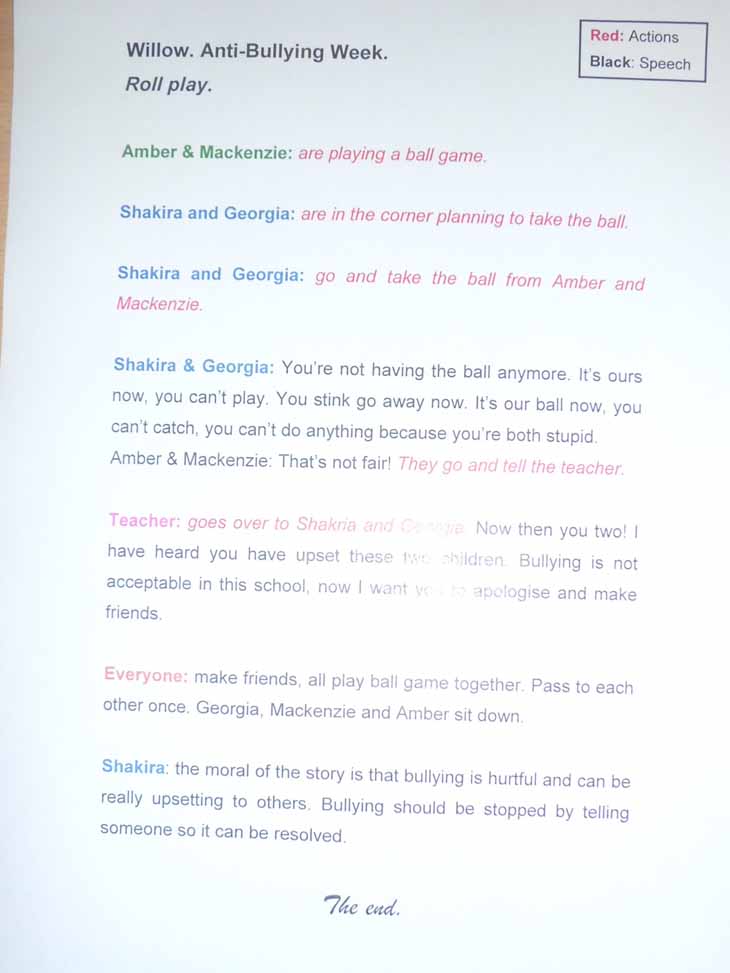 Red: Actions
Black: Speech
Willow. Anti-Bullying Week.
Roll play.
Amber & Mackenzie: are playing a ball game.
Shakira and Georgia: are in the corner planning to take the ball.
Shakira and Georgia: go and take the ball from Amber and
Mackenzie.
Shakira & Georgia: You're not having the ball anymore. It's ours
now, you can't play. You stink go away now. It's our ball now, you
can't catch, you can't do anything because you're both stupid.
Amber & Mackenzie: That's not fair! They go and tell the teacher.
Teacher: goes over to Shakria and Georgia. Now then you two! I
have heard you have upset these two children. Bullying is not
acceptable in this school, now I want you to apologise and make
friends.
Everyone: make friends, all play ball game together. Pass to each
other once. Georgia, Mackenzie and Amber sit down.
Shakira: the moral of the story is that bullying is hurtful and can be
really upsetting to others. Bullying should be stopped by telling
someone so it can be resolved.
The end.